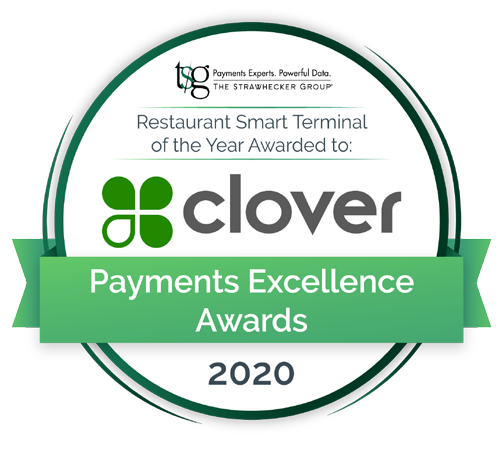 tsg Payments Experts. Powerful Data.
THE STRAWHECKER GROUP
Restaurant Smart Terminal
of the Year Awarded to:
clover
Payments Excellence
Awards
2020